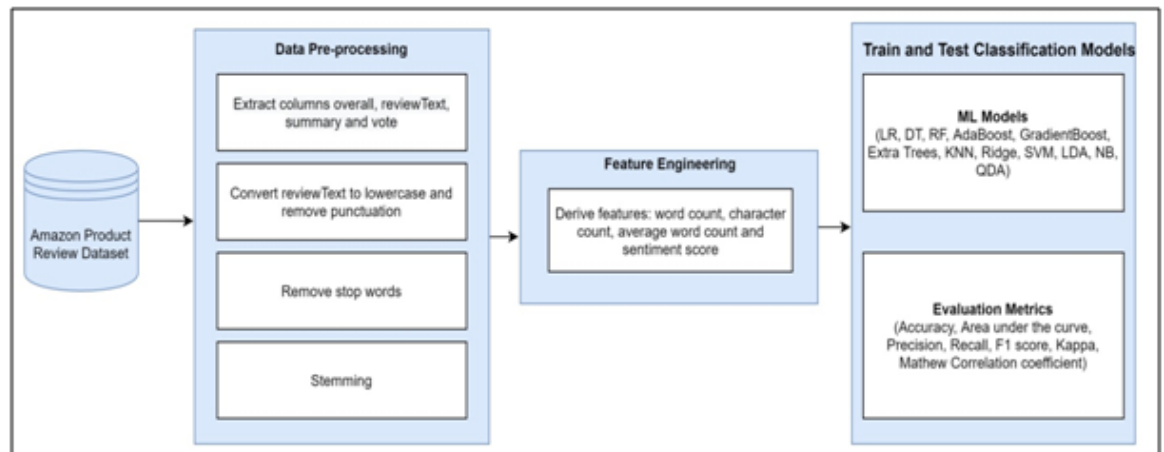 Amazon Product
Review Dataset
Data Pre-processing
Extract columns overall, reviewText,
summary and vote
Convert reviewText to lowercase and
remove punctuation
Remove stop words
Stemming
Feature Engineering
Derive features: word count, character
count, average word count and
sentiment score
Train and Test Classification Models
ML Models
(LR, DT, RF, AdaBoost, GradientBoost,
Extra Trees, KNN, Ridge, SVM, LDA, NB,
QDA)
Evaluation Metrics
(Accuracy, Area under the curve,
Precision, Recall, F1 score, Kappa,
Mathew Correlation coefficient)